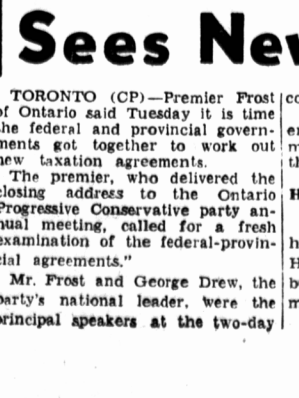 Sees New
TORONTO (CP)—Premier Frost
of Ontario said Tuesday it is time
the federal and provincial govern-
ments got together to work out
new taxation agreements.
The premier, who delivered the
closing address to the Ontario
Progressive Conservative party an-
nual meeting, called for a fresh
examination of the federal-provin-
cial agreements."
Mr. Frost and George Drew, the
party's national leader, were the
principal speakers at the two-day